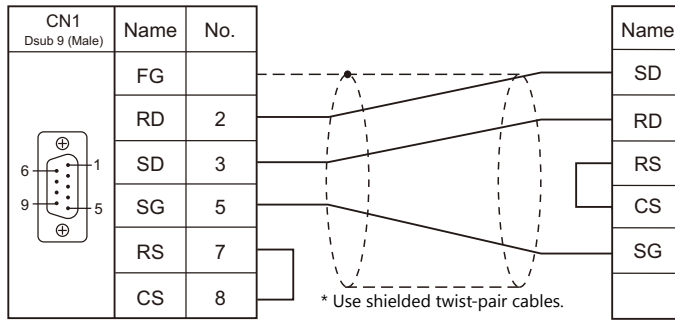 CN1
Dsub 9 (Male)
Name No.
Name
FG
SD
RD 2
RD
SD 3
RS
6 1
9 5
SG 5
CS
RS 7
SG
CS 8
* Use shielded twist-pair cables.